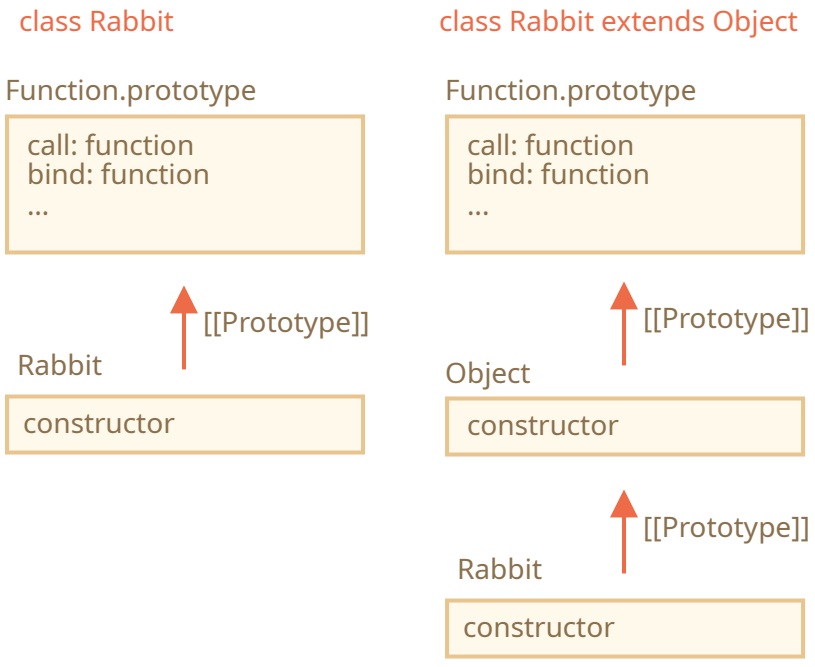 class Rabbit
Function.prototype
call: function
bind: function
...
[[Prototype]]
Rabbit
constructor
class Rabbit extends Object
Function.prototype
call: function
bind: function
...
[[Prototype]]
Object
constructor
[[Prototype]]
Rabbit
constructor